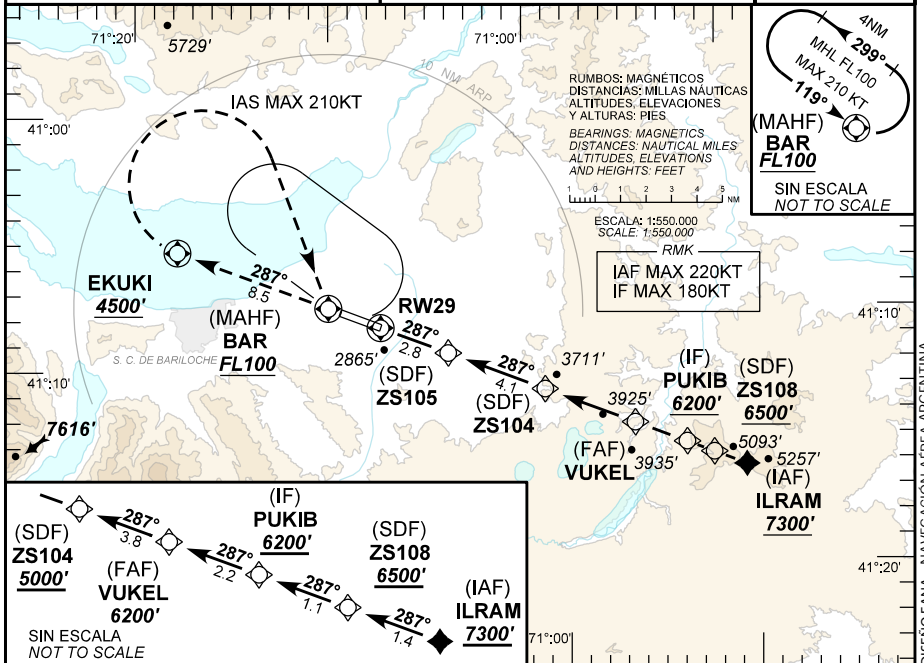 71°20'
5729'
71°00'
10 NM ARP
IAS MAX 210KT
41°00'
RUMBOS: MAGNÉTICOS
DISTANCIAS: MILLAS NÁUTICAS
ALTITUDES, ELEVACIONES
Y ALTURAS: PIES
BEARINGS: MAGNETICS
DISTANCES: NAUTICAL MILES
ALTITUDES, ELEVATIONS
AND HEIGHTS: FEET
1 0 1 2 3 4 5 NM
ESCALA: 1:550.000
SCALE: 1:550.000
RMK
IAF MAX 220KT
IF MAX 180KT
4NM
299°
MHL FL100
MAX 210 KT
119°
(MAHF)
BAR
FL100
SIN ESCALA
NOT TO SCALE
EKUKI
4500'
287°
8.5
(MAHF)
BAR
FL100
RW29
287°
2.8
2865'
(SDF)
ZS105
287°
4.1
3711'
(SDF)
ZS104
3925'
(FAF)
VUKEL
3935'
(IF)
PUKIB
6200'
(SDF)
ZS108
6500'
5093'
5257'
(IAF)
ILRAM
7300'
41°10'
S. C. DE BARILOCHE
41°10'
7616'
41°20'
71°00'
(SDF)
ZS104
5000'
287°
3.8
(FAF)
VUKEL
6200'
287°
2.2
(IF)
PUKIB
6200'
287°
1.1
(SDF)
ZS108
6500'
287°
1.4
(IAF)
ILRAM
7300'
SIN ESCALA
NOT TO SCALE